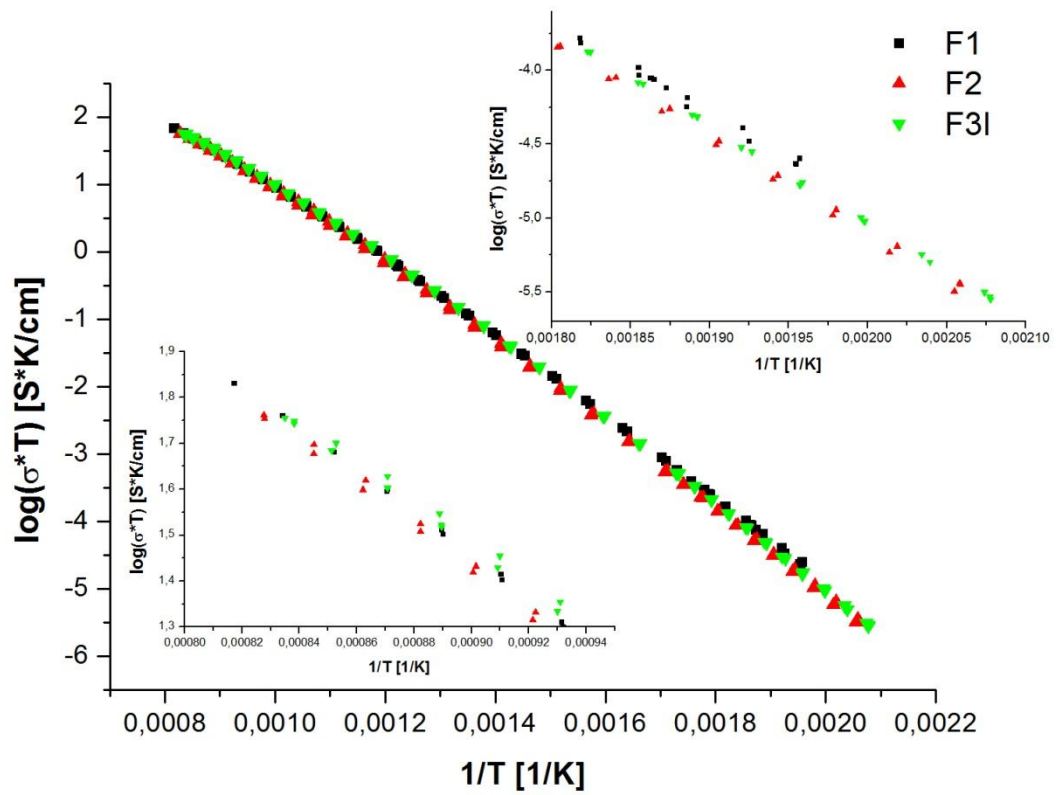 F1
F2
F3I
log(σ*T) [S*K/cm]
2
1
0
-1
-2
-3
-4
-5
-6
0,0008 0,0010 0,0012 0,0014 0,0016 0,0018 0,0020 0,0022
1/T [1/K]
log(σ*T) [S*K/cm]
-4,0
-4,5
-5,0
-5,5
0,00180 0,00185 0,00190 0,00195 0,00200 0,00205 0,00210
1/T [1/K]
log(σ*T) [S*K/cm]
1,9
1,8
1,7
1,6
1,5
1,4
1,3
0,00080 0,00082 0,00084 0,00086 0,00088 0,00090 0,00092 0,00094
1/T [1/K]